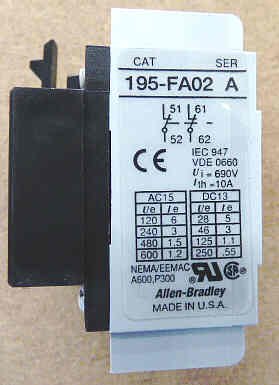 CAT SER
195-FA02 A
51 61
52 62
CE
IEC 947
VDE 0660
Ui = 690V
Ith = 10A
AC15 DC13
Ue Ie Ue Ie
120 6 28 5
240 3 46 3
480 1.5 125 1.1
600 1.2 250 .55
NEMA/EEMAC
A600,P300
Allen-Bradley
MADE IN U.S.A.